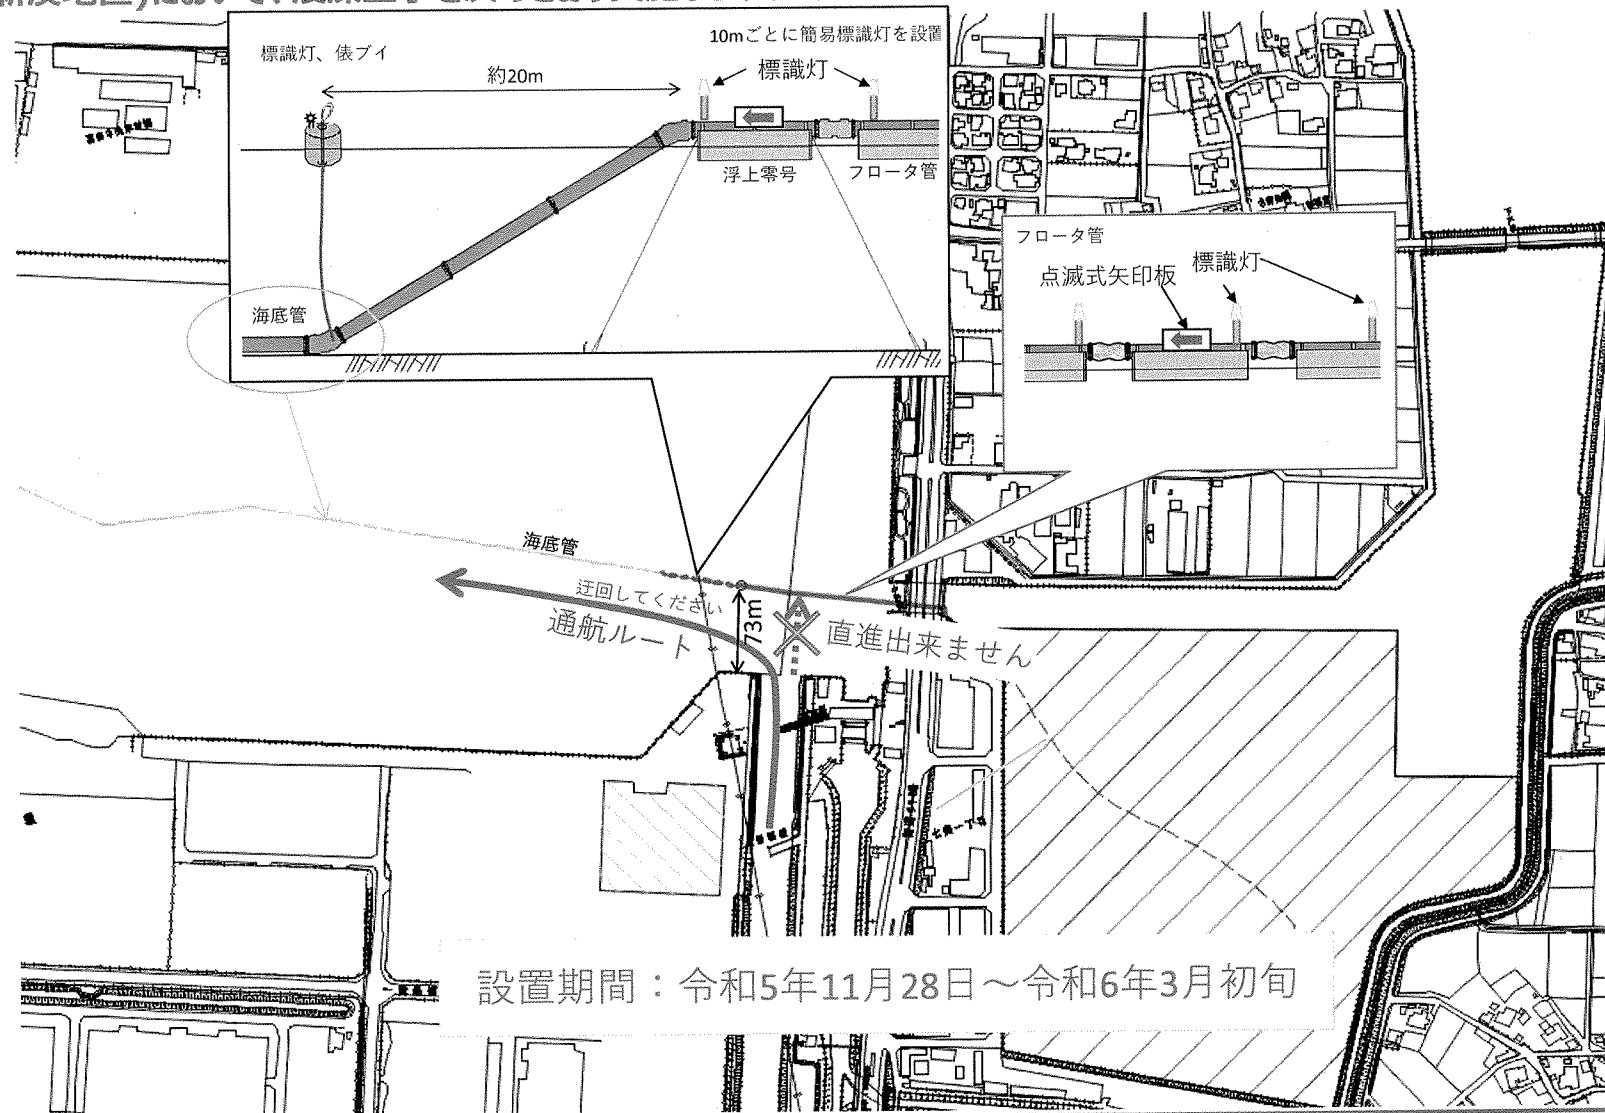 10mごとに簡易標識灯を設置
標識灯、俵ブイ
約20m
標識灯
浮上零号
フロータ管
海底管
フロータ管
点滅式矢印板
標識灯
海底管
迂回してください
通航ルート
73m
直進出来ません
設置期間：令和5年11月28日～令和6年3月初旬